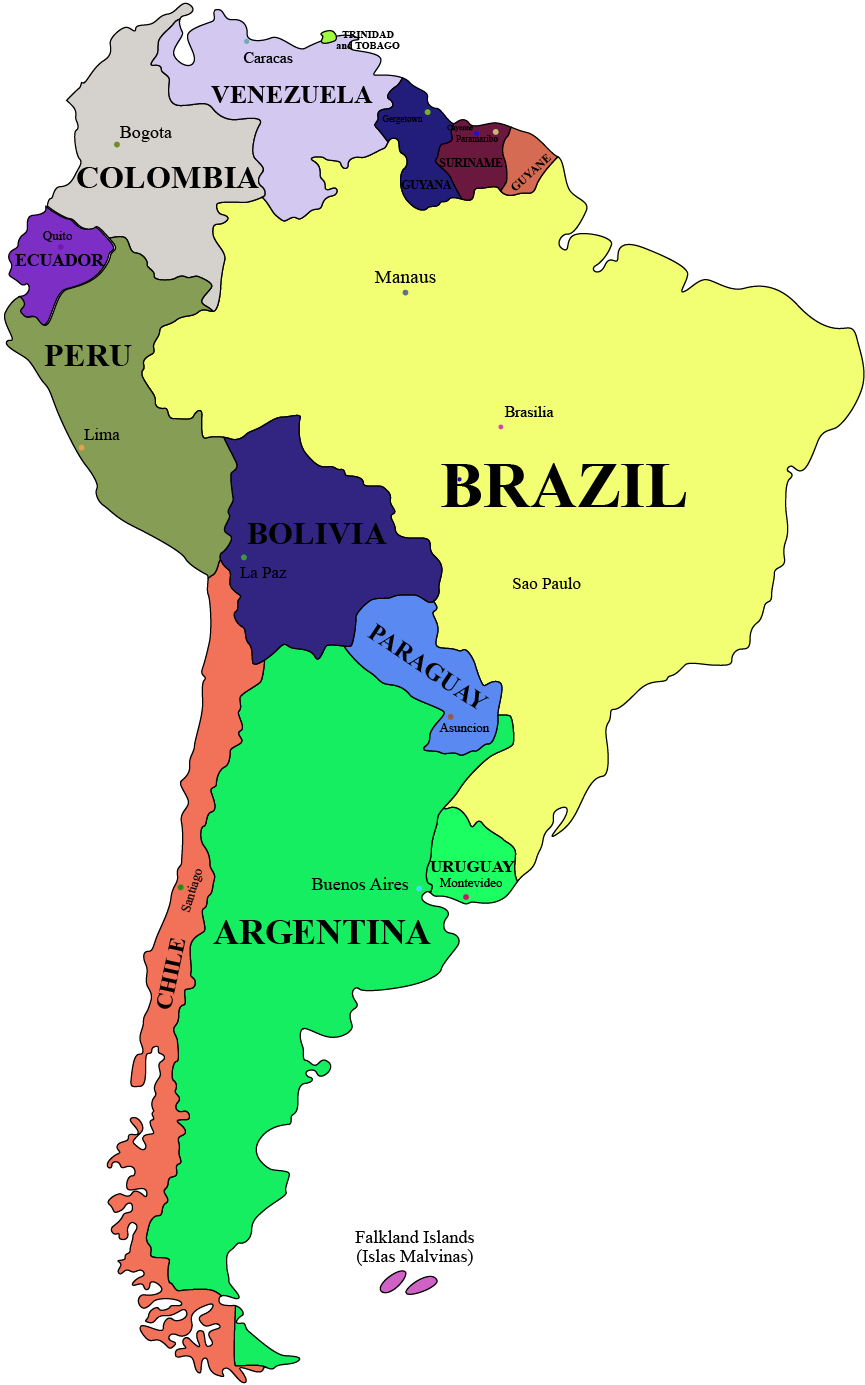 TRINIDAD
and TOBAGO
Caracas
VENEZUELA
Gergetown
Cayenne
Paramaribo
Bogota
SURINAME
GUYANE
COLOMBIA
GUYANA
Quito
ECUADOR
Manaus
PERU
Brasilia
Lima
BRAZIL
BOLIVIA
La Paz
Sao Paulo
PARAGUAY
Asuncion
URUGUAY
Montevideo
Buenos Aires
Santiago
ARGENTINA
CHILE
Falkland Islands
(Islas Malvinas)